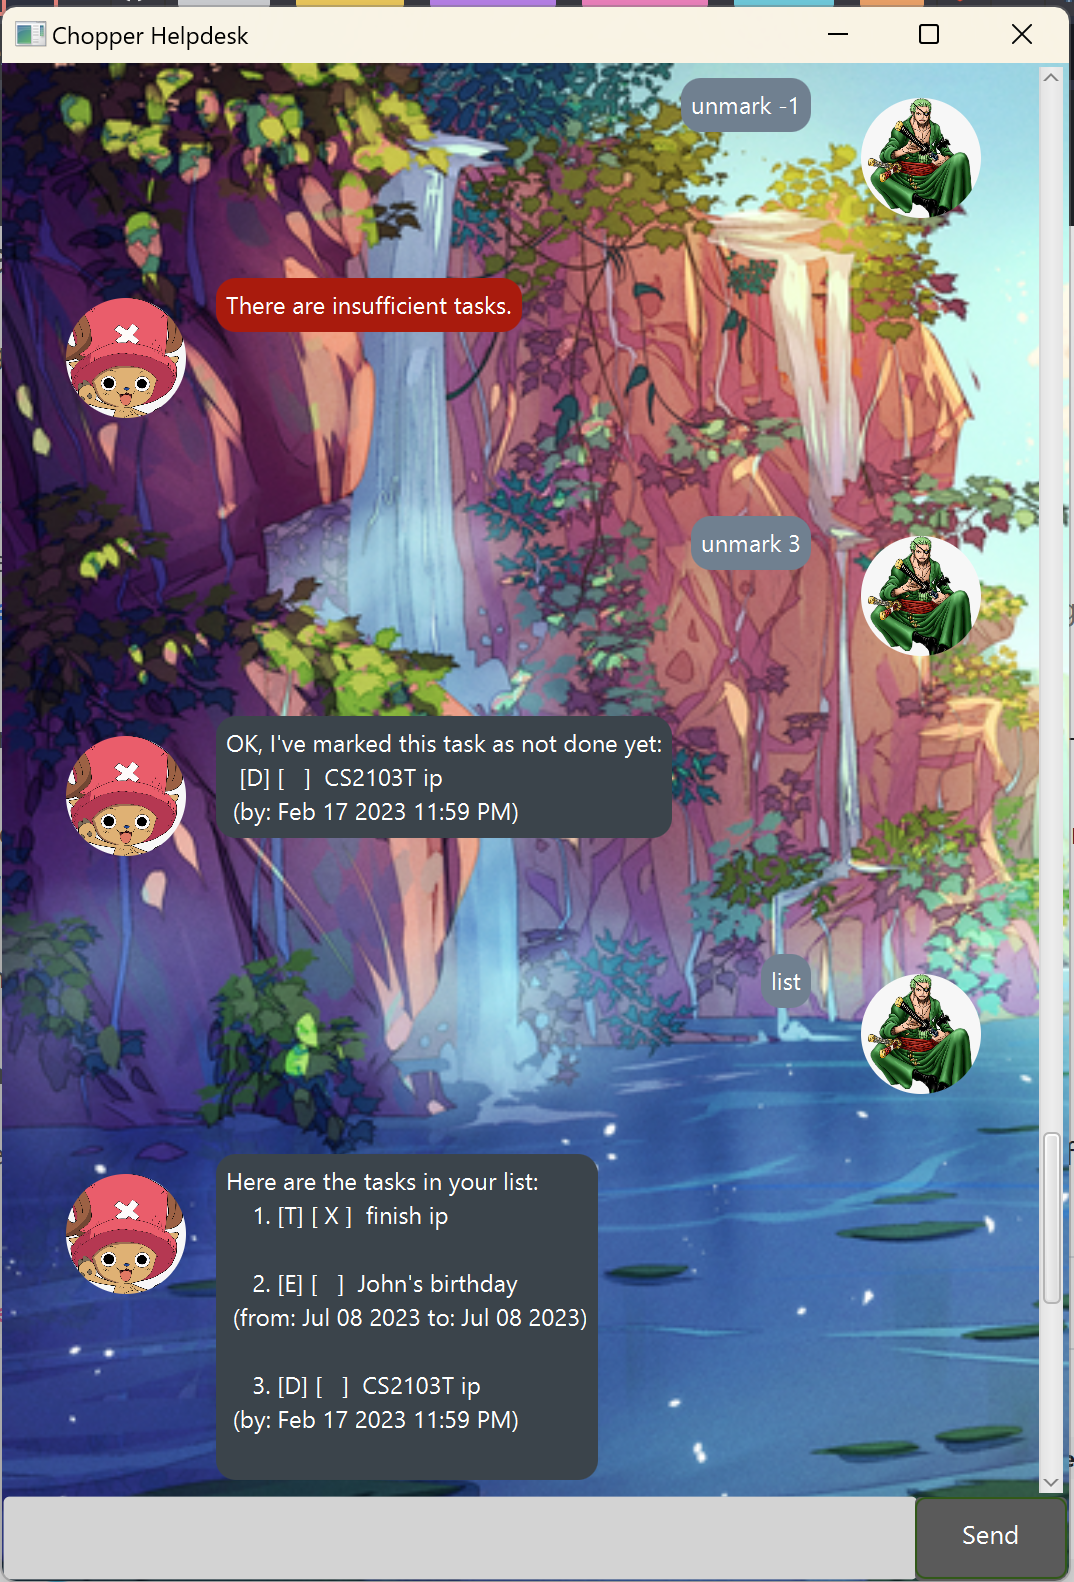 Chopper Helpdesk
unmark -1
There are insufficient tasks.
unmark 3
OK, I've marked this task as not done yet:
[D] [   ]  CS2103T ip
(by: Feb 17 2023 11:59 PM)
list
Here are the tasks in your list:
1. [T] [ X ]  finish ip
2. [E] [   ]  John's birthday
(from: Jul 08 2023 to: Jul 08 2023)
3. [D] [   ]  CS2103T ip
(by: Feb 17 2023 11:59 PM)
Send